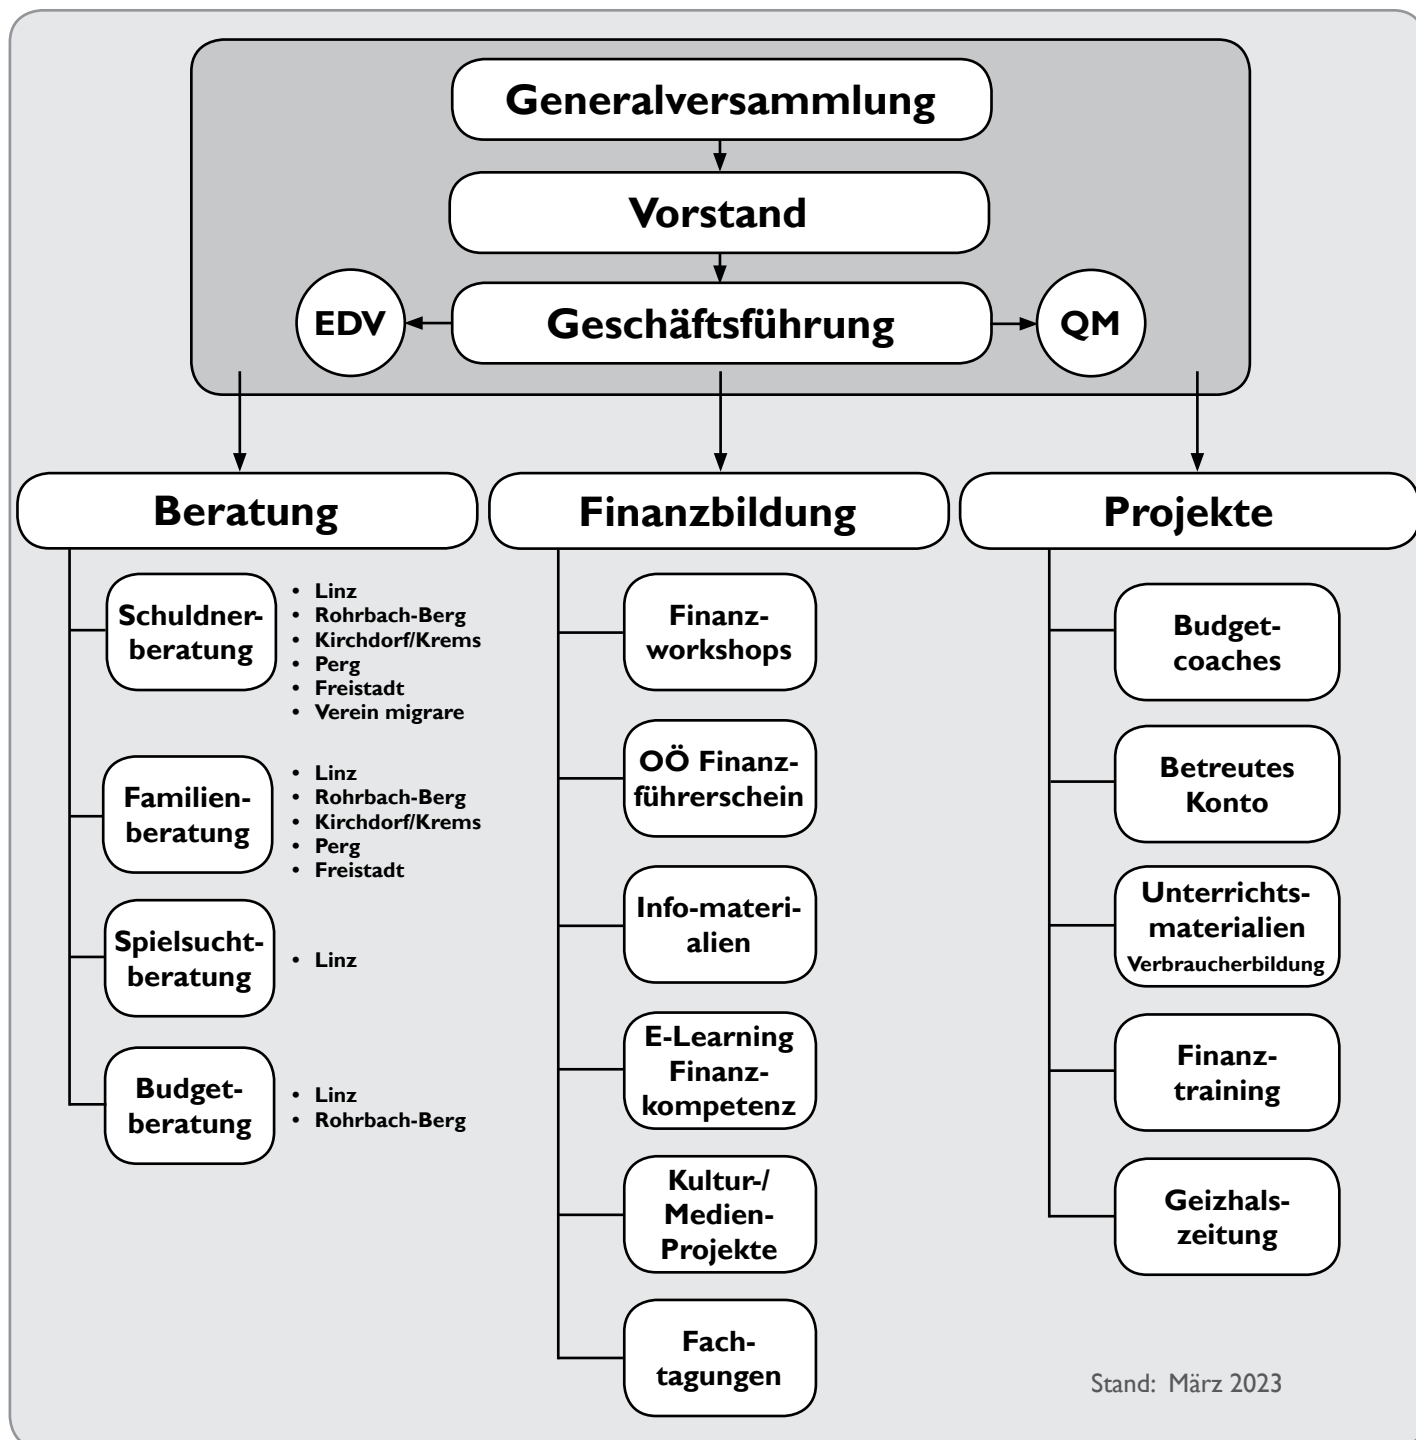 Generalversammlung
Vorstand
EDV
Geschäftsführung
QM
Beratung
Schuldner-
beratung
• Linz
• Rohrbach-Berg
• Kirchdorf/Krems
• Perg
• Freistadt
• Verein migrare
Familien-
beratung
• Linz
• Rohrbach-Berg
• Kirchdorf/Krems
• Perg
• Freistadt
Spielsucht-
beratung
• Linz
Budget-
beratung
• Linz
• Rohrbach-Berg
Finanzbildung
Finanz-
workshops
OÖ Finanz-
führerschein
Info-materi-
alien
E-Learning
Finanz-
kompetenz
Kultur-/
Medien-
Projekte
Fach-
tagungen
Projekte
Budget-
coaches
Betreutes
Konto
Unterrichts-
materialien
Verbraucherbildung
Finanz-
training
Geizhals-
zeitung
Stand: März 2023